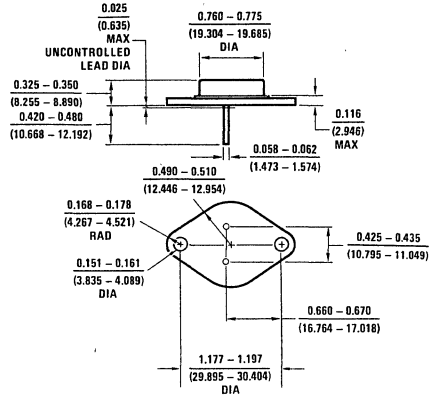 0.025
(0.635)
MAX
UNCONTROLLED
LEAD DIA
0.760 – 0.775
(19.304 – 19.685)
DIA
0.325 – 0.350
(8.255 – 8.890)
0.420 – 0.480
(10.668 – 12.192)
0.116
(2.946)
MAX
0.058 – 0.062
(1.473 – 1.574)
0.490 – 0.510
(12.446 – 12.954)
0.168 – 0.178
(4.267 – 4.521)
RAD
0.425 – 0.435
(10.795 – 11.049)
0.151 – 0.161
(3.835 – 4.089)
DIA
0.660 – 0.670
(16.764 – 17.018)
1.177 – 1.197
(29.895 – 30.404)
DIA